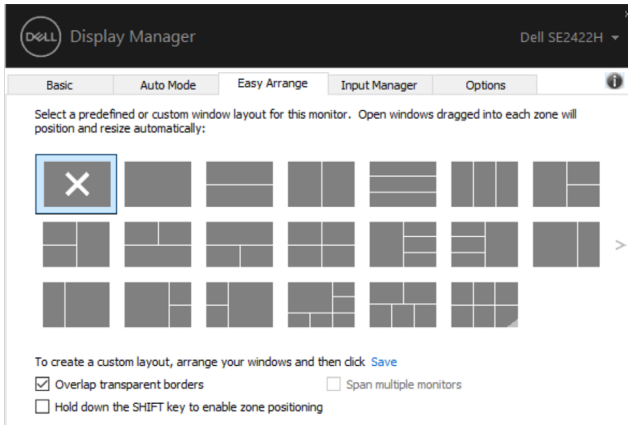 DELL Display Manager Dell SE2422H
Basic Auto Mode Easy Arrange Input Manager Options
Select a predefined or custom window layout for this monitor. Open windows dragged into each zone will
position and resize automatically:
To create a custom layout, arrange your windows and then click Save
Overlap transparent borders Span multiple monitors
Hold down the SHIFT key to enable zone positioning